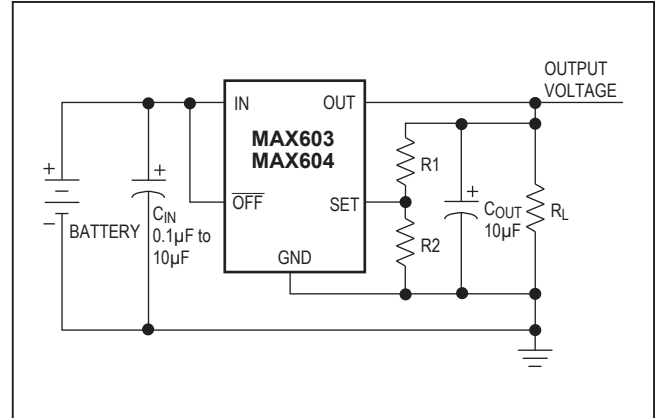 OUTPUT
VOLTAGE
IN
OUT
MAX603
MAX604
+
R1
+
+
OFF
SET
COUT
10µF
RL
−
BATTERY
CIN
0.1µF to
10µF
R2
GND